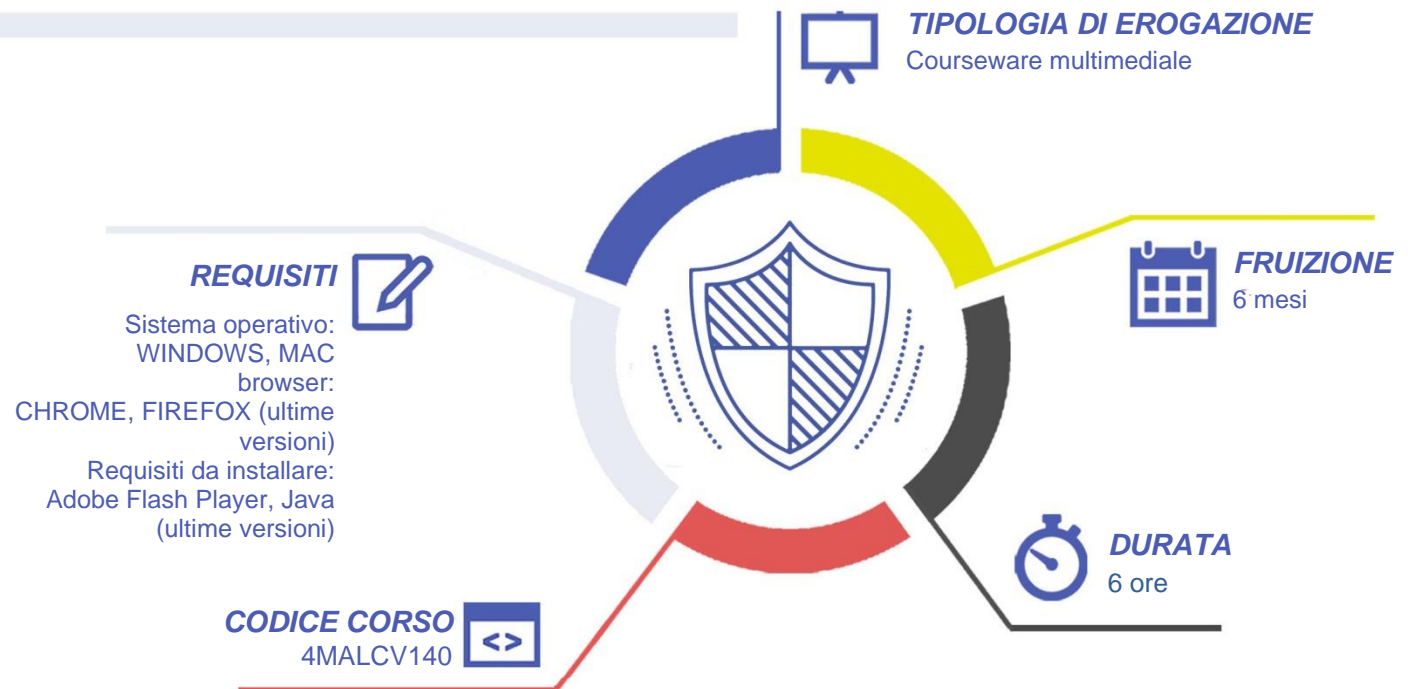 TIPOLOGIA DI EROGAZIONE
Courseware multimediale
REQUISITI
Sistema operativo:
WINDOWS, MAC
browser:
CHROME, FIREFOX (ultime
versioni)
Requisiti da installare:
Adobe Flash Player, Java
(ultime versioni)
FRUIZIONE
6 mesi
DURATA
6 ore
CODICE CORSO
4MALCV140
<>